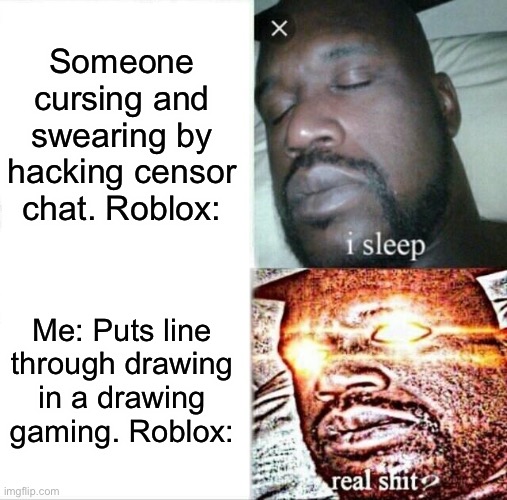 Someone
cursing and
swearing by
hacking censor
chat. Roblox:
i sleep
Me: Puts line
through drawing
in a drawing
gaming. Roblox:
real shit?
imgflip.com